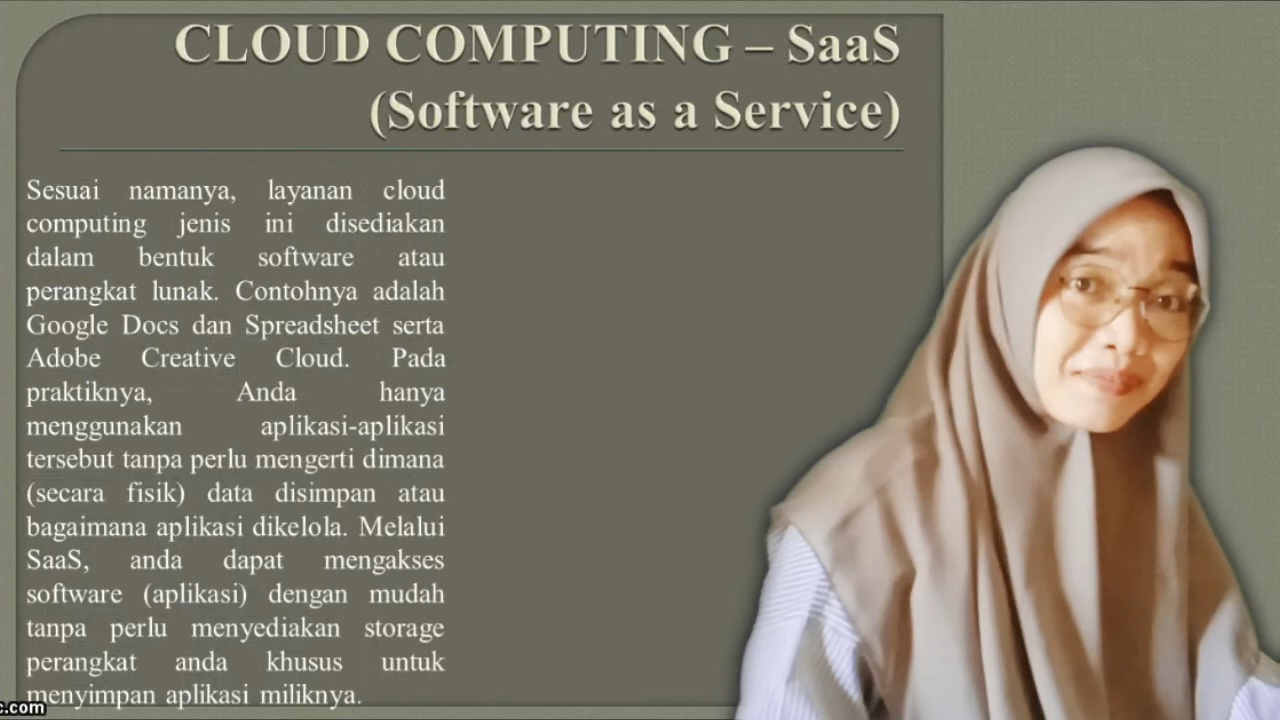 CLOUD COMPUTING – SaaS
(Software as a Service)
Sesuai namanya, layanan cloud
computing jenis ini disediakan
dalam bentuk software atau
perangkat lunak. Contohnya adalah
Google Docs dan Spreadsheet serta
Adobe Creative Cloud. Pada
praktiknya, Anda hanya
menggunakan aplikasi-aplikasi
tersebut tanpa perlu mengerti dimana
(secara fisik) data disimpan atau
bagaimana aplikasi dikelola. Melalui
SaaS, anda dapat mengakses
software (aplikasi) dengan mudah
tanpa perlu menyediakan storage
perangkat anda khusus untuk
menyimpan aplikasi miliknya.
c.com